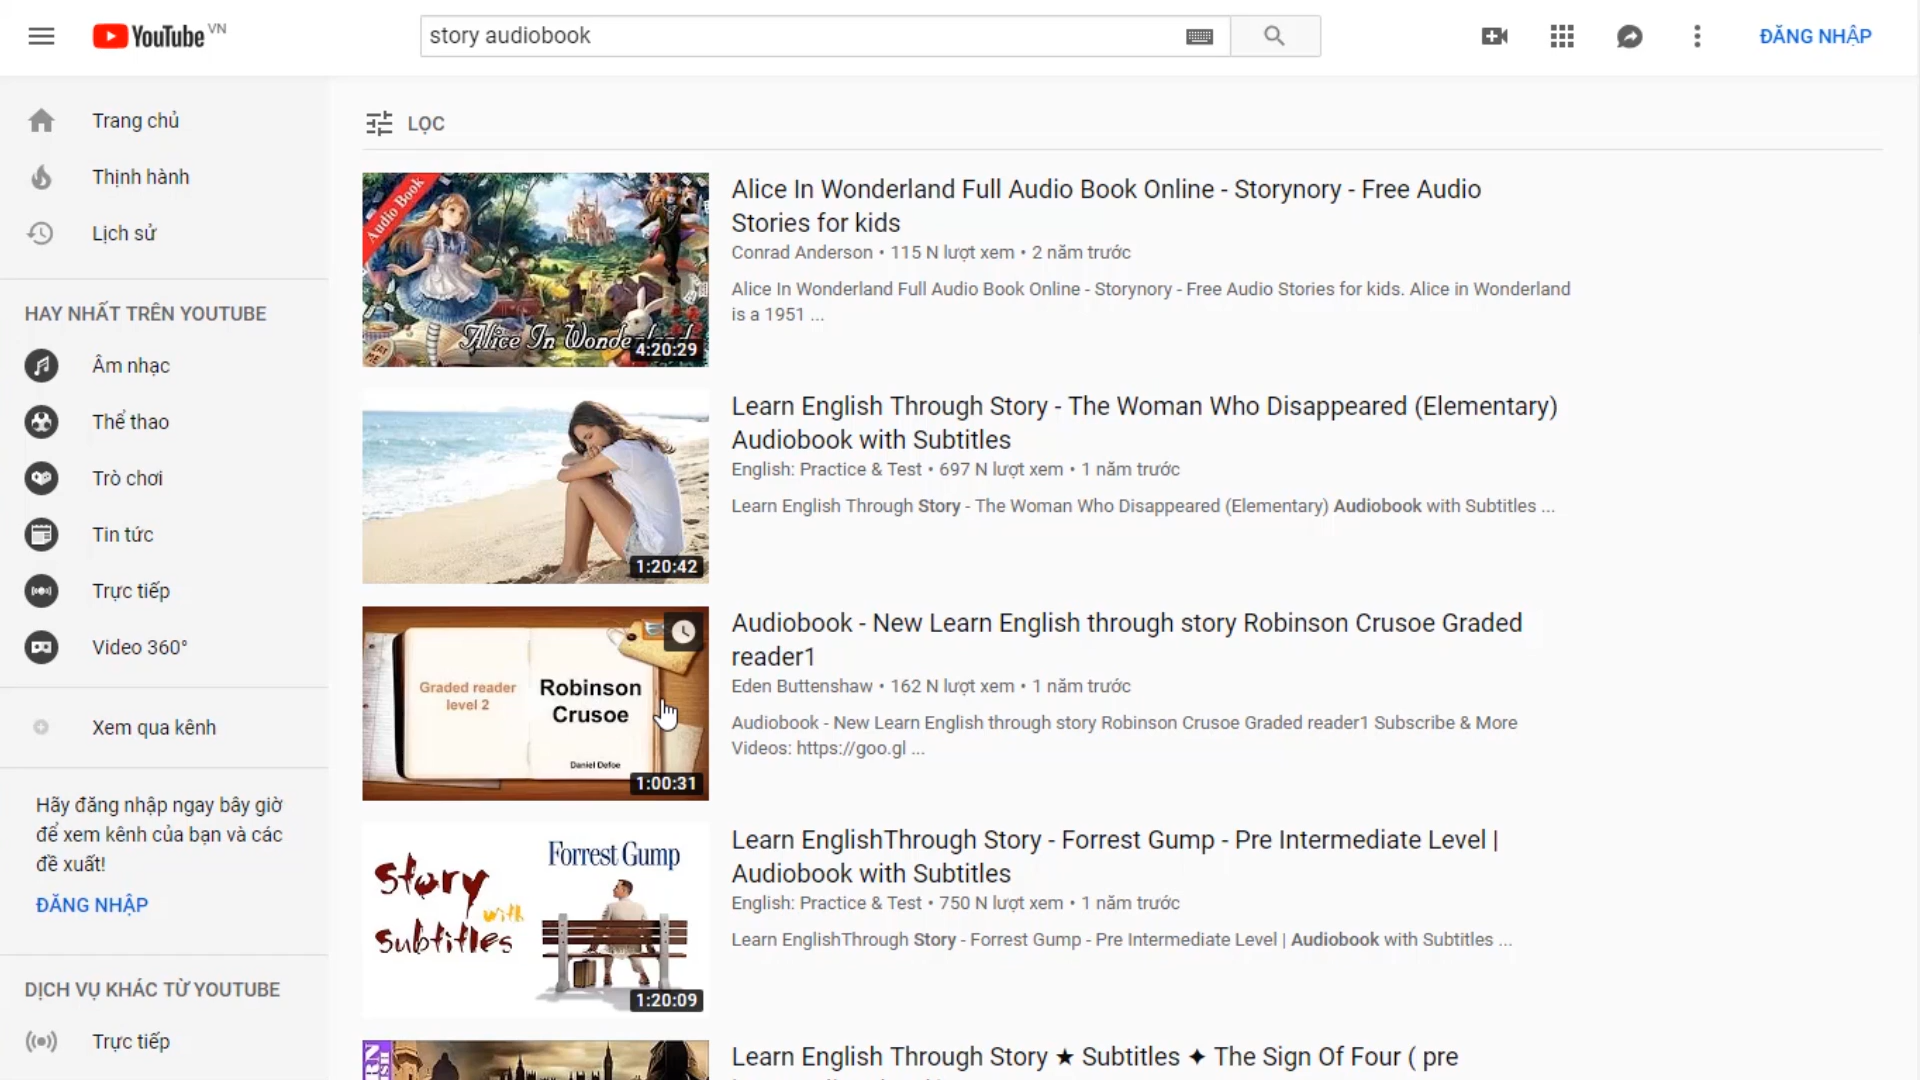 YouTube VN
story audiobook
ĐĂNG NHẬP
Trang chủ
Thịnh hành
Lịch sử
HAY NHẤT TRÊN YOUTUBE
Âm nhạc
Thể thao
Trò chơi
Tin tức
Trực tiếp
Video 360°
Xem qua kênh
Hãy đăng nhập ngay bây giờ
để xem kênh của bạn và các
đề xuất!
ĐĂNG NHẬP
DỊCH VỤ KHÁC TỪ YOUTUBE
Trực tiếp
LỌC
Audio Book
Alice In Wonderland
4:20:29
Alice In Wonderland Full Audio Book Online - Storynory - Free Audio
Stories for kids
Conrad Anderson • 115 N lượt xem • 2 năm trước
Alice In Wonderland Full Audio Book Online - Storynory - Free Audio Stories for kids. Alice in Wonderland
is a 1951 ...
1:20:42
Learn English Through Story - The Woman Who Disappeared (Elementary)
Audiobook with Subtitles
English: Practice & Test • 697 N lượt xem • 1 năm trước
Learn English Through Story - The Woman Who Disappeared (Elementary) Audiobook with Subtitles ...
Graded reader
level 2
Robinson
Crusoe
Daniel Defoe
1:00:31
Audiobook - New Learn English through story Robinson Crusoe Graded
reader1
Eden Buttenshaw • 162 N lượt xem • 1 năm trước
Audiobook - New Learn English through story Robinson Crusoe Graded reader1 Subscribe & More
Videos: https://goo.gl ...
Story
with
subtitles
Forrest Gump
1:20:09
Learn EnglishThrough Story - Forrest Gump - Pre Intermediate Level |
Audiobook with Subtitles
English: Practice & Test • 750 N lượt xem • 1 năm trước
Learn EnglishThrough Story - Forrest Gump - Pre Intermediate Level | Audiobook with Subtitles ...
Learn English Through Story ★ Subtitles ✦ The Sign Of Four ( pre